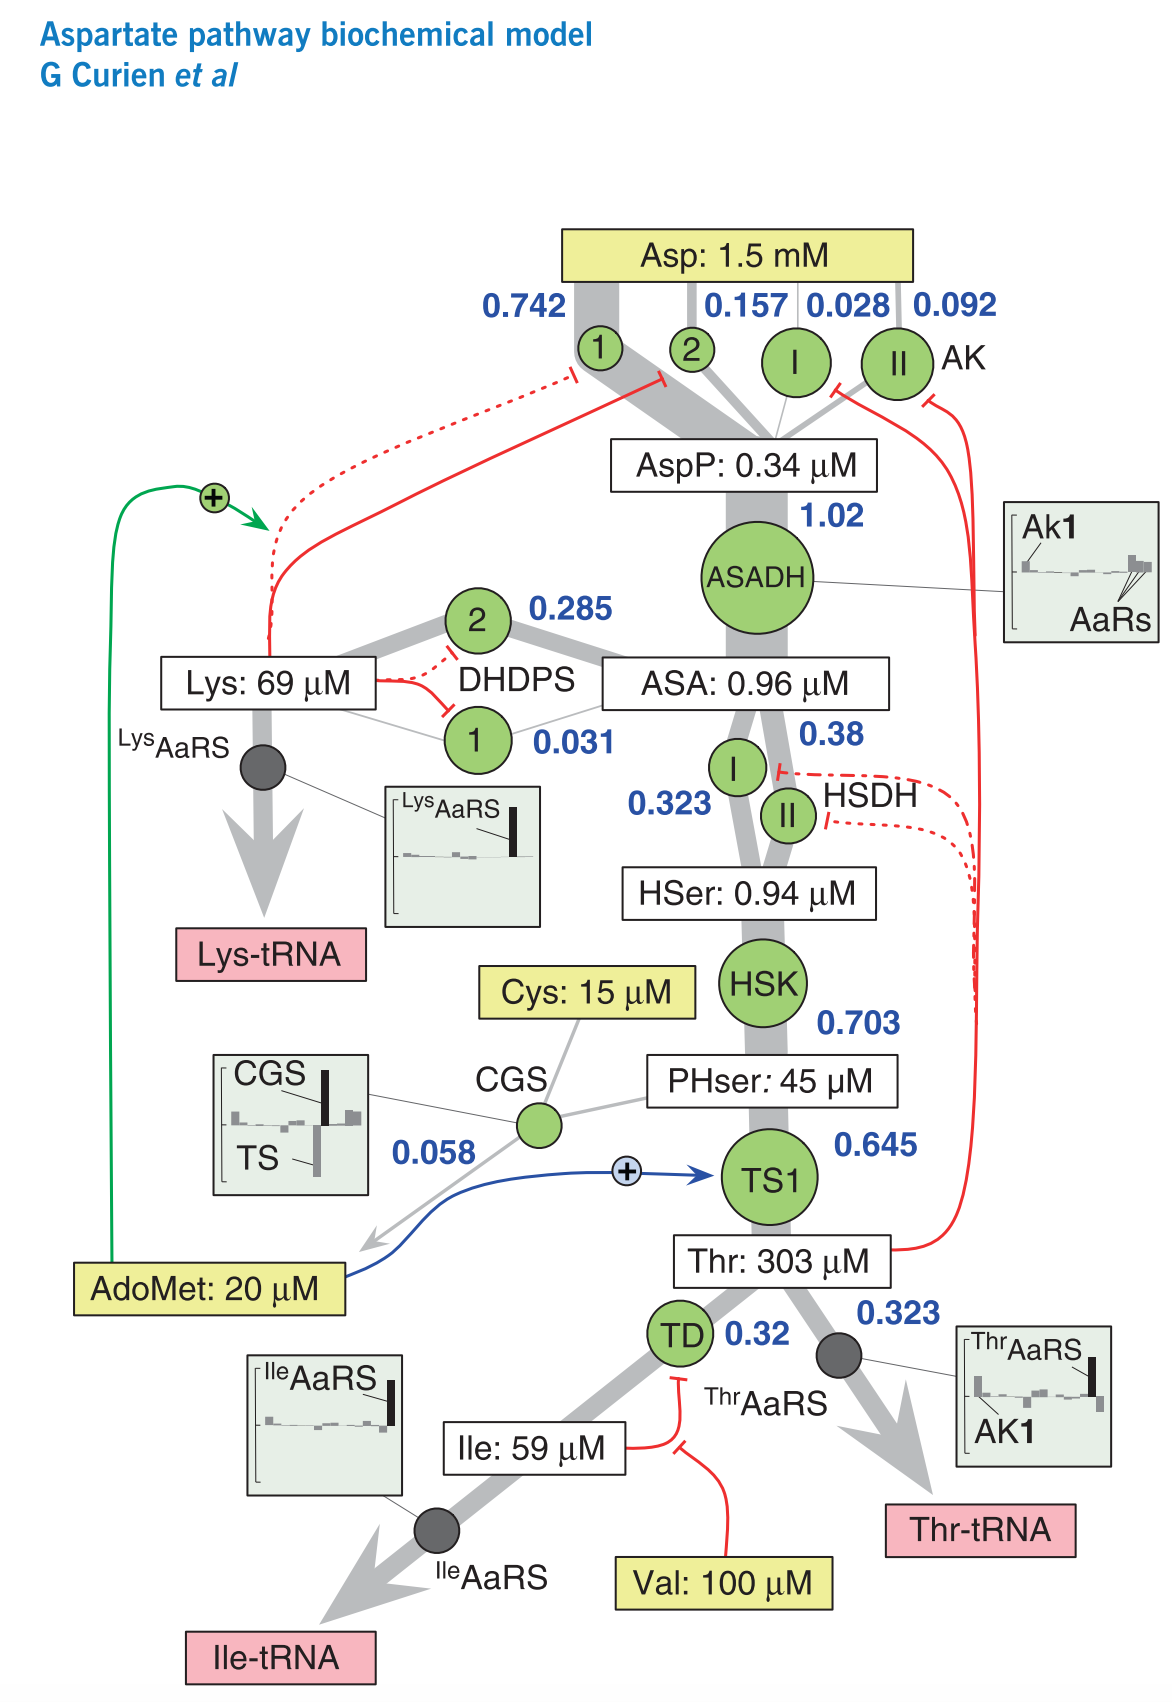 Aspartate pathway biochemical model
G Curien et al
Asp: 1.5 mM
0.742
0.157
0.028
0.092
1
2
I
II
AK
AspP: 0.34 μM
1.02
+
ASADH
Ak1
AaRs
2
0.285
DHDPS
Lys: 69 μM
ASA: 0.96 μM
1
0.031
LysAaRS
0.38
I
0.323
II
HSDH
LysAaRS
HSer: 0.94 μM
Lys-tRNA
HSK
Cys: 15 μM
0.703
CGS
CGS
PHser: 45 μM
TS
0.058
0.645
+
TS1
Thr: 303 μM
AdoMet: 20 μM
TD
0.32
0.323
ThrAaRS
IleAaRS
ThrAaRS
AK1
Ile: 59 μM
Thr-tRNA
IleAaRS
Val: 100 μM
Ile-tRNA